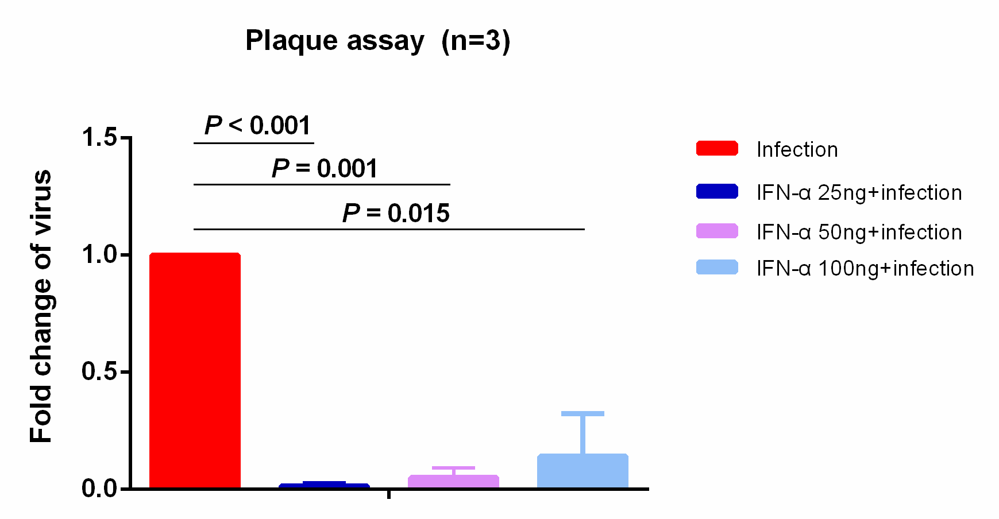 Plaque assay (n=3)
P < 0.001
P = 0.001
P = 0.015
Fold change of virus
1.5
1.0
0.5
0.0
Infection
IFN-α 25ng+infection
IFN-α 50ng+infection
IFN-α 100ng+infection